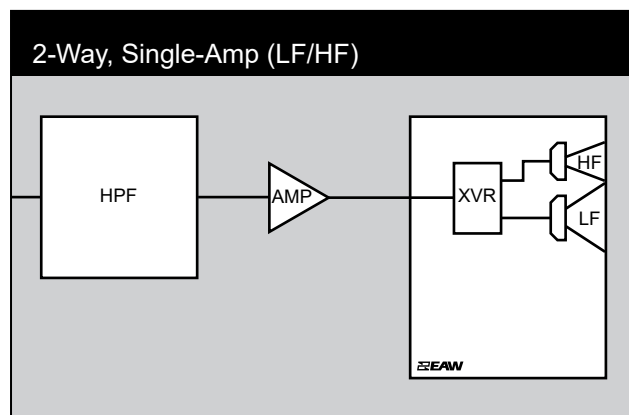 2-Way, Single-Amp (LF/HF)
HPF
AMP
XVR
HF
LF
EAW